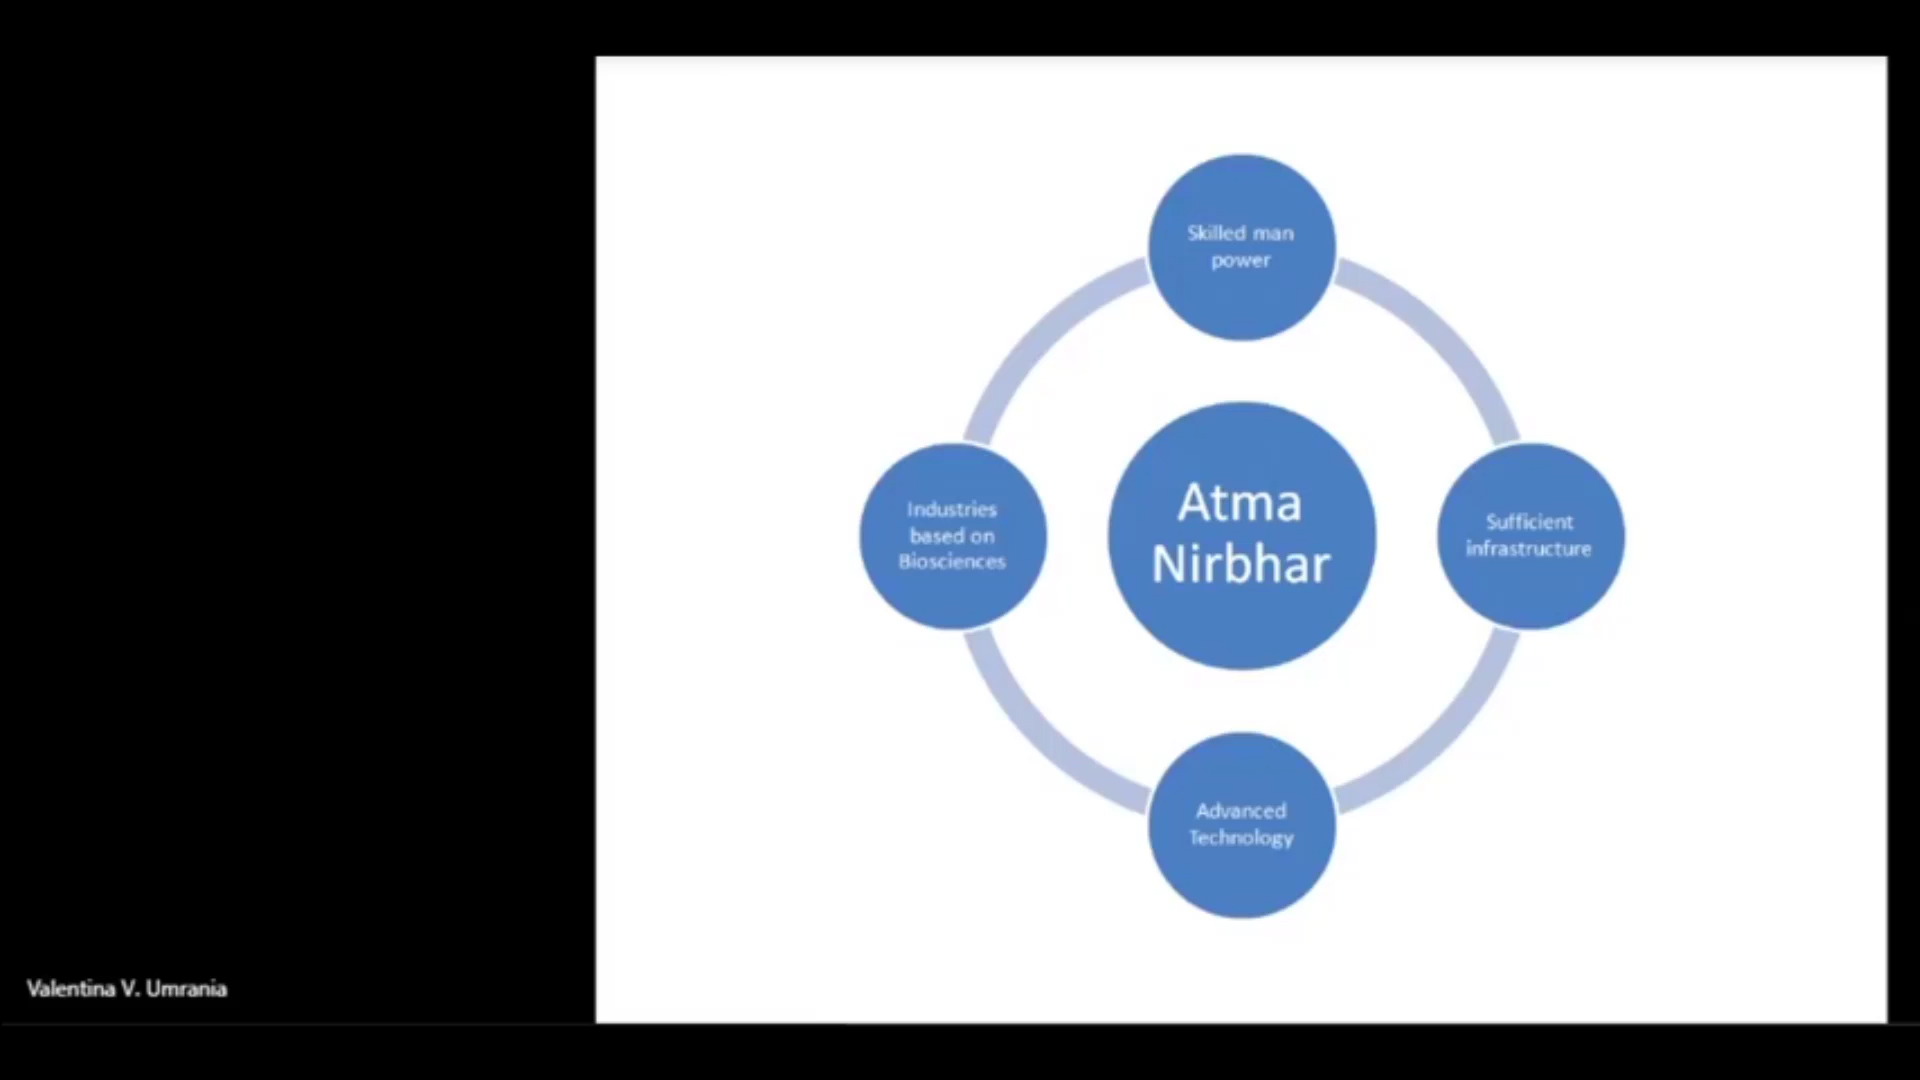 Skilled man
power
Industries
based on
Biosciences
Atma
Nirbhar
Sufficient
infrastructure
Advanced
Technology
Valentina V. Umrania